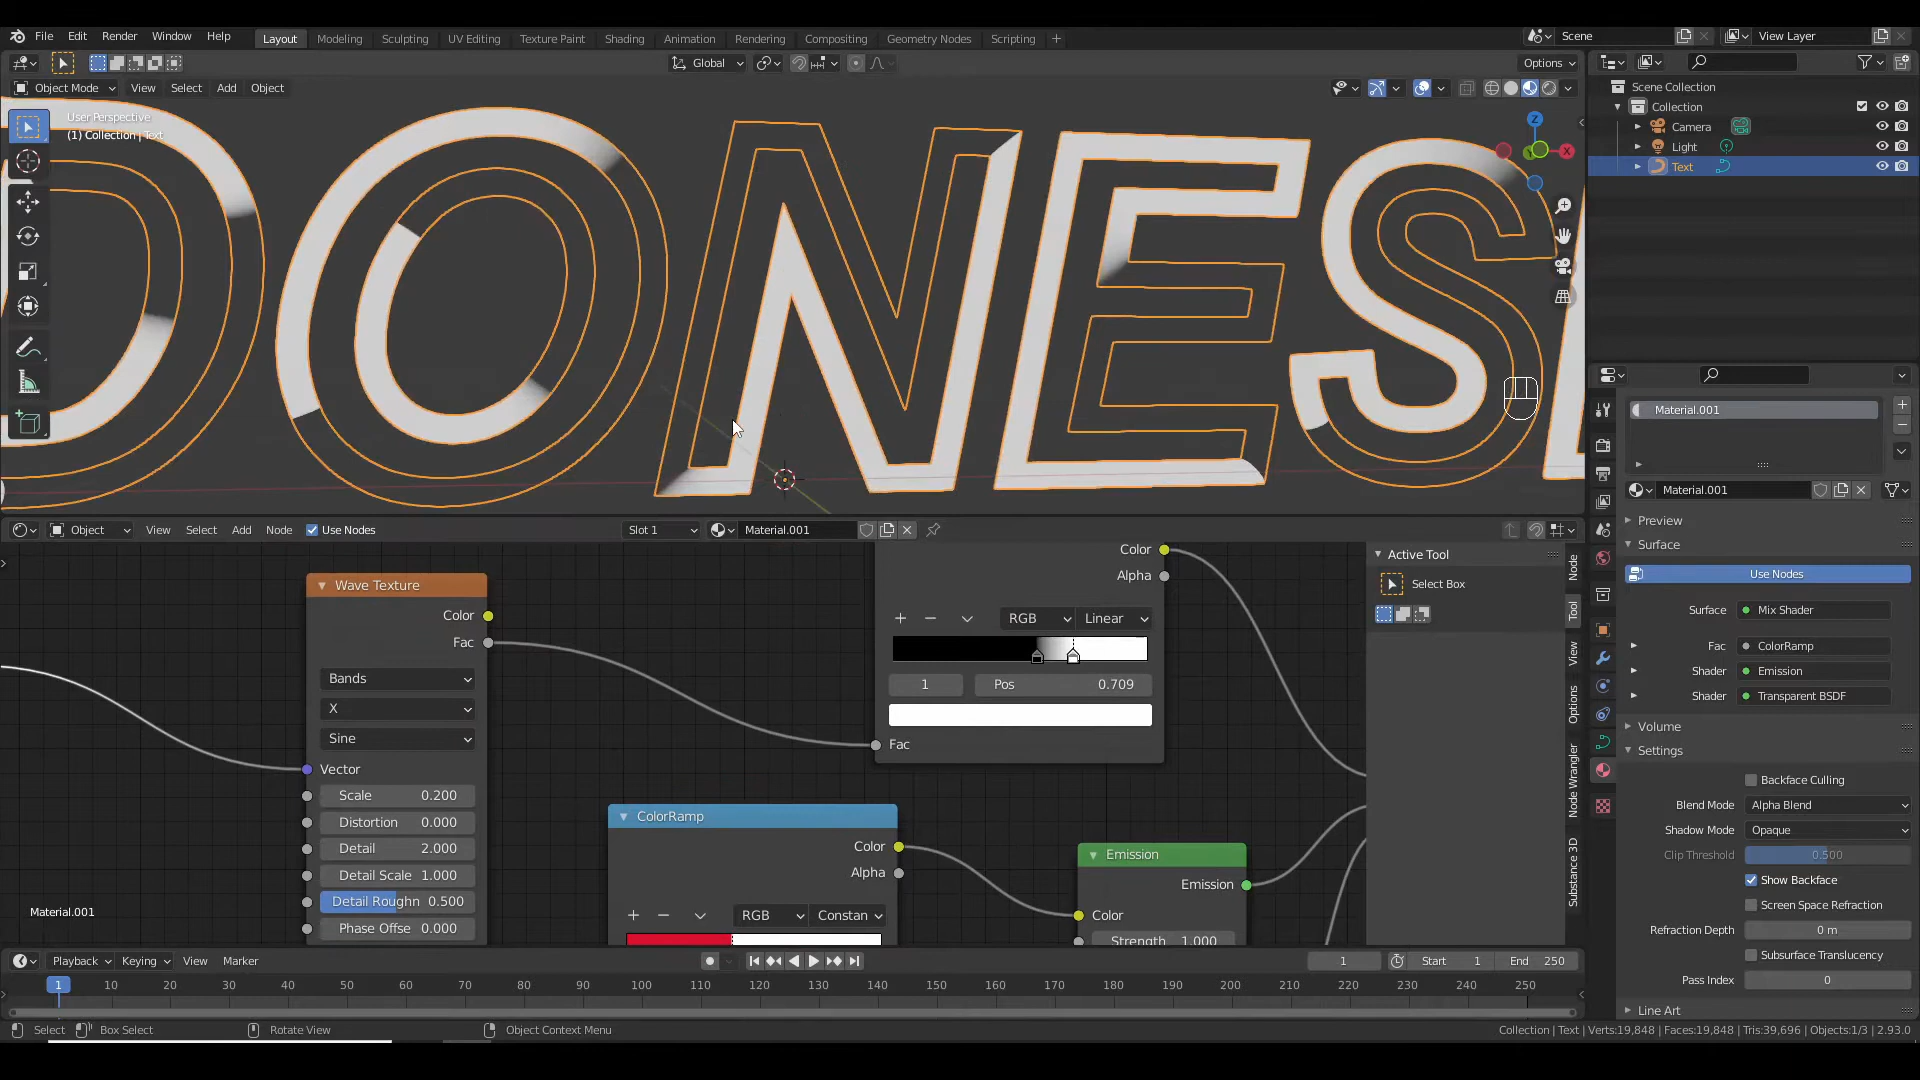 File Edit Render Window Help Layout Modeling Sculpting UV Editing Texture Paint Shading Animation Rendering Compositing Geometry Nodes Scripting + Scene View Layer
Global Options
Object Mode View Select Add Object
User Perspective
(1) Collection | Text
DONES
Z
X
Scene Collection
Collection
Camera
Light
Text
Object View Select Add Node Use Nodes Slot 1 Material.001
Wave Texture
Color
Fac
Bands
X
Sine
Vector
Scale 0.200
Distortion 0.000
Detail 2.000
Detail Scale 1.000
Detail Roughn 0.500
Phase Offse 0.000
Material.001
Color
Alpha
RGB Linear
1 Pos 0.709
Fac
ColorRamp
Color
Alpha
RGB Constan
Emission
Emission
Color
Strength 1.000
Active Tool
Select Box
Node
Tool
View
Options
Node Wrangler
Substance 3D
Material.001
Material.001
Preview
Surface
Use Nodes
Surface Mix Shader
Fac ColorRamp
Shader Emission
Shader Transparent BSDF
Volume
Settings
Backface Culling
Blend Mode Alpha Blend
Shadow Mode Opaque
Clip Threshold 0.500
Show Backface
Screen Space Refraction
Refraction Depth 0 m
Subsurface Translucency
Pass Index 0
Line Art
Playback Keying View Marker 1 Start 1 End 250
1 10 20 30 40 50 60 70 80 90 100 110 120 130 140 150 160 170 180 190 200 210 220 230 240 250
Select Box Select Rotate View Object Context Menu Collection | Text | Verts:19,848 | Faces:19,848 | Tris:39,696 | Objects:1/3 | 2.93.0